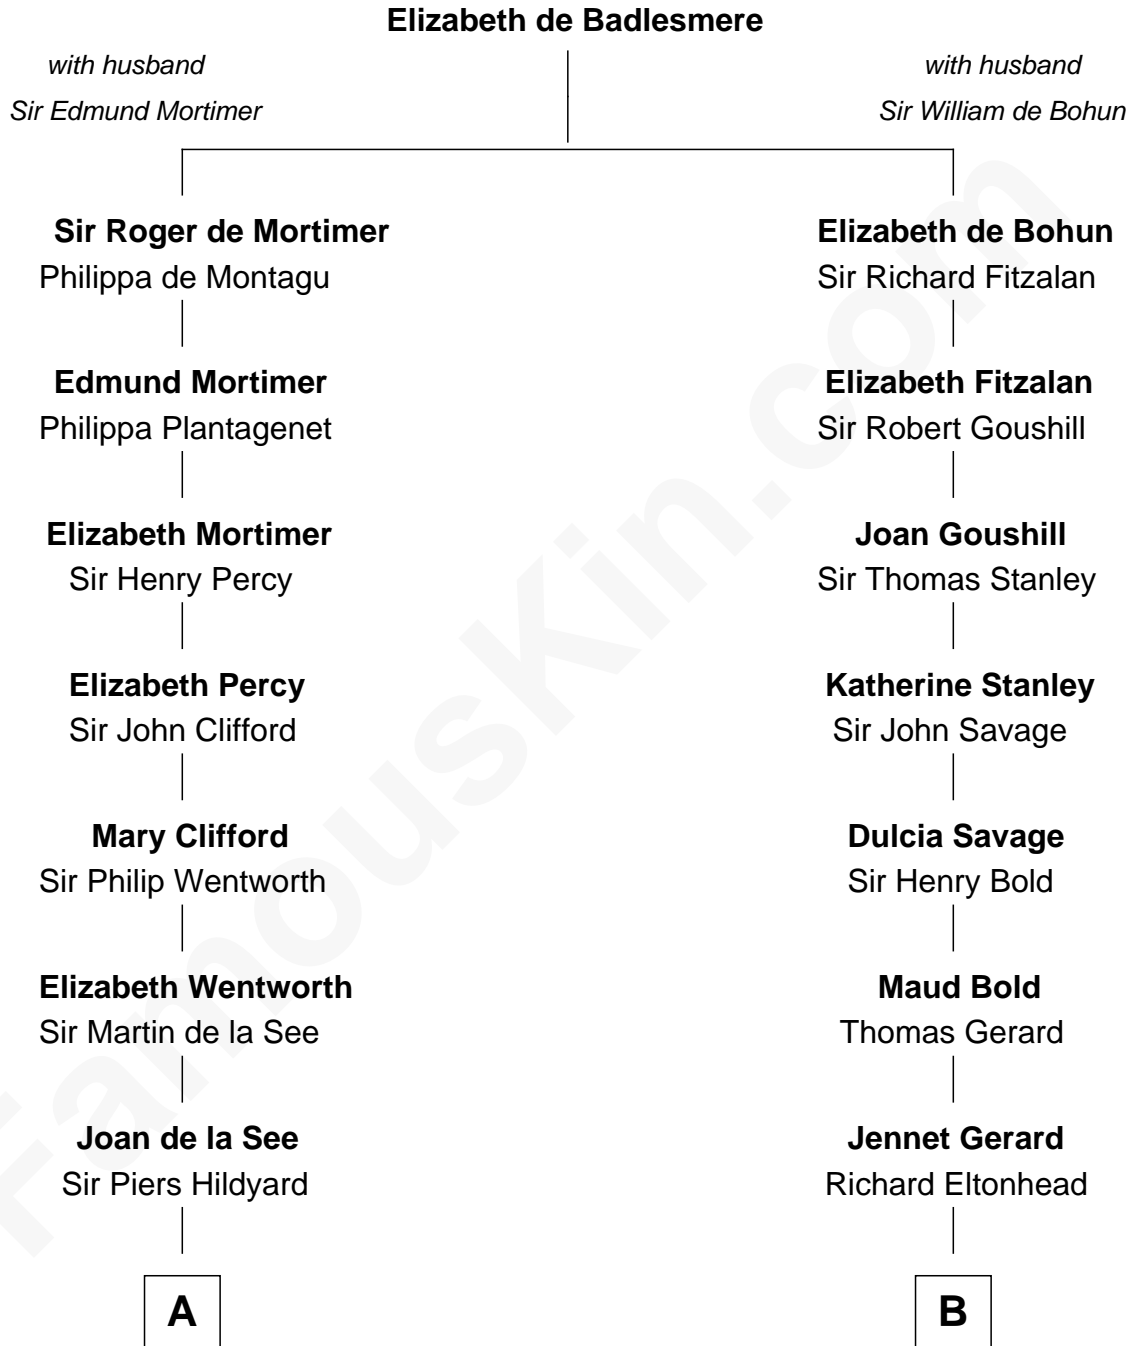 Elizabeth de Badlesmere
with husband
Sir Edmund Mortimer
with husband
Sir William de Bohun
Sir Roger de Mortimer
Philippa de Montagu
Edmund Mortimer
Philippa Plantagenet
Elizabeth Mortimer
Sir Henry Percy
Elizabeth Percy
Sir John Clifford
Mary Clifford
Sir Philip Wentworth
Elizabeth Wentworth
Sir Martin de la See
Joan de la See
Sir Piers Hildyard
A
Elizabeth de Bohun
Sir Richard Fitzalan
Elizabeth Fitzalan
Sir Robert Goushill
Joan Goushill
Sir Thomas Stanley
Katherine Stanley
Sir John Savage
Dulcia Savage
Sir Henry Bold
Maud Bold
Thomas Gerard
Jennet Gerard
Richard Eltonhead
B
FamousKin.com